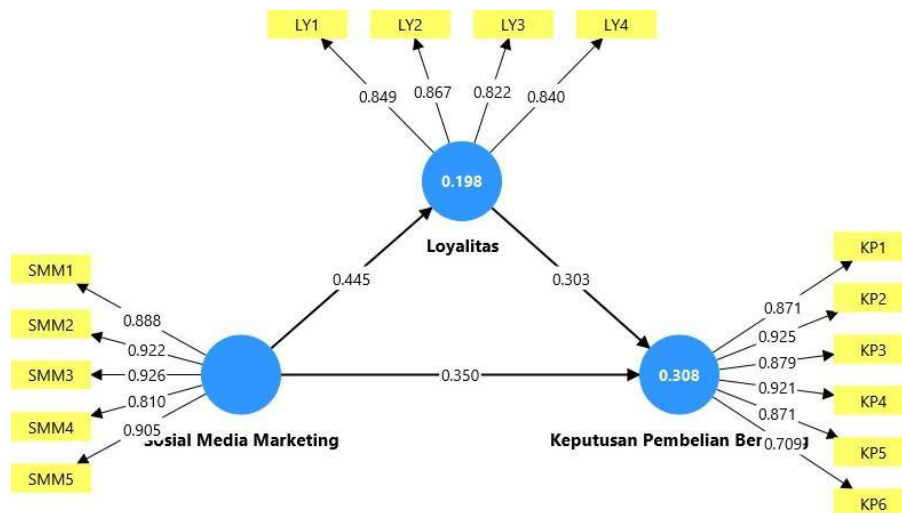 LY1
LY2
LY3
LY4
0.849
0.867
0.822
0.840
0.198
Loyalitas
0.445
0.303
SMM1
SMM2
SMM3
SMM4
SMM5
0.888
0.922
0.926
0.810
0.905
Sosial Media Marketing
0.350
0.308
Keputusan Pembelian
KP1
KP2
KP3
KP4
KP5
KP6
0.871
0.925
0.879
0.921
0.871
0.709